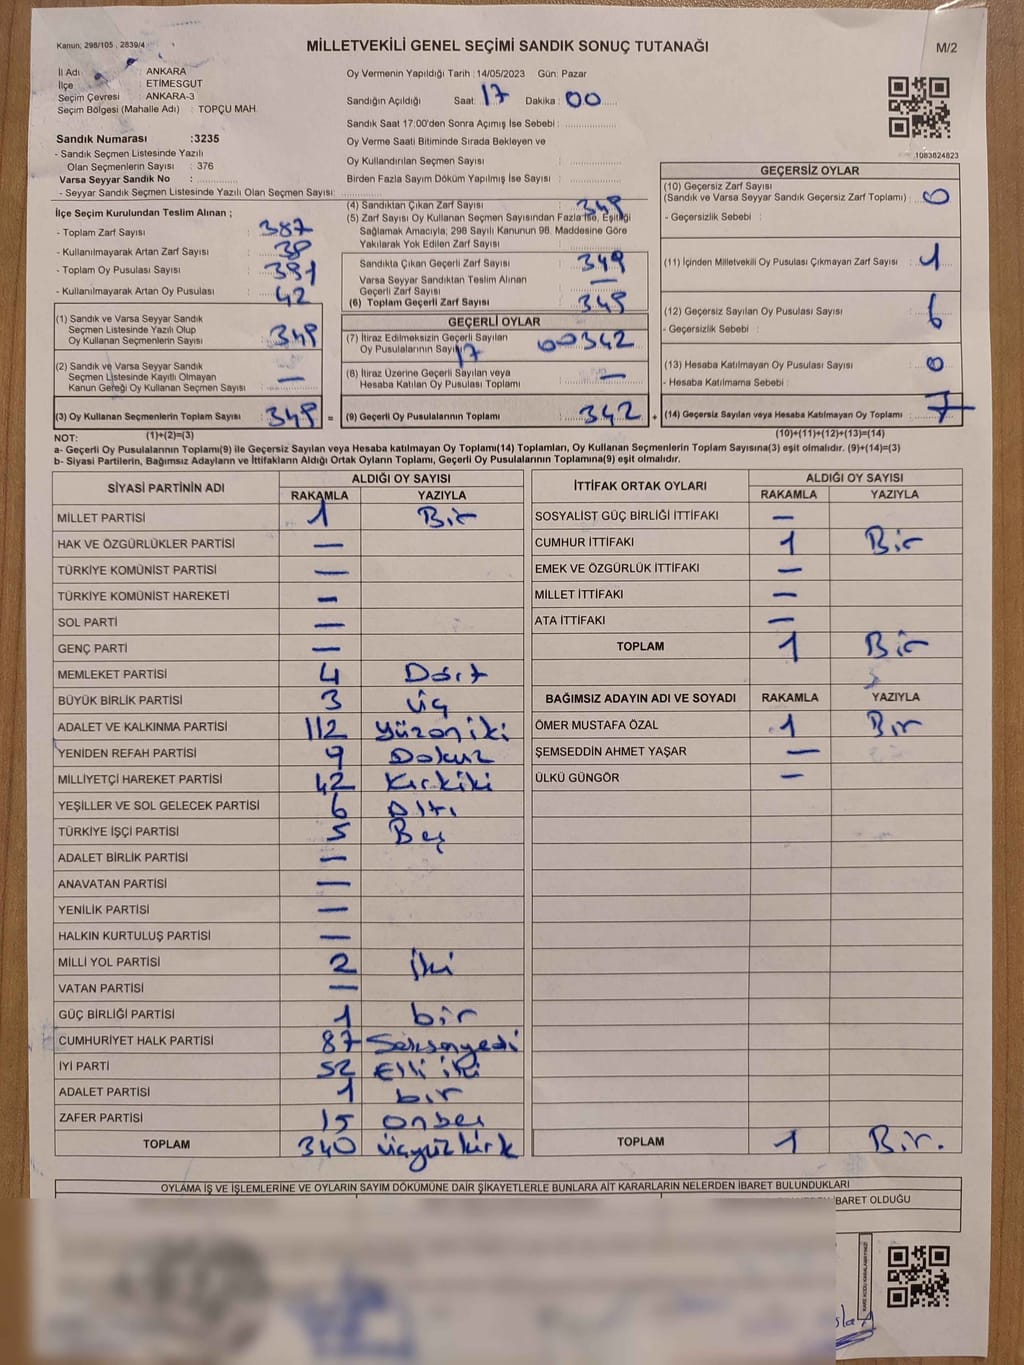 Kanun; 298/105 , 2839/4
MİLLETVEKİLİ GENEL SEÇİMİ SANDIK SONUÇ TUTANAĞI
M/2
İl Adı : ANKARA
İlçe : ETİMESGUT
Seçim Çevresi : ANKARA-3
Seçim Bölgesi (Mahalle Adı) : TOPÇU MAH.
Oy Vermenin Yapıldığı Tarih : 14/05/2023 Gün: Pazar
Sandığın Açıldığı Saat: 17 Dakika : 00
Sandık Saat 17:00'den Sonra Açımış İse Sebebi :
Sandık Numarası :3235
- Sandık Seçmen Listesinde Yazılı
Olan Seçmenlerin Sayısı : 376
Varsa Seyyar Sandık No :
- Seyyar Sandık Seçmen Listesinde Yazılı Olan Seçmen Sayısı:
Oy Verme Saati Bitiminde Sırada Bekleyen ve
Oy Kullandırılan Seçmen Sayısı :
Birden Fazla Sayım Döküm Yapılmış İse Sayısı :
1083824823
İlçe Seçim Kurulundan Teslim Alınan ;
- Toplam Zarf Sayısı : 387
- Kullanılmayarak Artan Zarf Sayısı : 38
- Toplam Oy Pusulası Sayısı : 391
- Kullanılmayarak Artan Oy Pusulası : 42
(1) Sandık ve Varsa Seyyar Sandık
Seçmen Listesinde Yazılı Olup
Oy Kullanan Seçmenlerin Sayısı : 349
(2) Sandık ve Varsa Seyyar Sandık
Seçmen Listesinde Kayıtlı Olmayan
Kanun Gereği Oy Kullanan Seçmen Sayısı : —
(3) Oy Kullanan Seçmenlerin Toplam Sayısı : 349 =
(1)+(2)=(3)
(4) Sandıktan Çıkan Zarf Sayısı : 349
(5) Zarf Sayısı Oy Kullanan Seçmen Sayısından Fazla İse, Eşitliği
Sağlamak Amacıyla; 298 Sayılı Kanunun 98. Maddesine Göre
Yakılarak Yok Edilen Zarf Sayısı :
Sandıkta Çıkan Geçerli Zarf Sayısı : 349
Varsa Seyyar Sandıktan Teslim Alınan
Geçerli Zarf Sayısı : —
(6) Toplam Geçerli Zarf Sayısı : 349
GEÇERLİ OYLAR
(7) İtiraz Edilmeksizin Geçerli Sayılan
Oy Pusulalarının Sayısı 17 00342
(8) İtiraz Üzerine Geçerli Sayılan veya
Hesaba Katılan Oy Pusulası Toplamı : —
(9) Geçerli Oy Pusulalarının Toplamı : 342 +
GEÇERSİZ OYLAR
(10) Geçersiz Zarf Sayısı
(Sandık ve Varsa Seyyar Sandık Geçersiz Zarf Toplamı) : 0
- Geçersizlik Sebebi :
(11) İçinden Milletvekili Oy Pusulası Çıkmayan Zarf Sayısı : 1
(12) Geçersiz Sayılan Oy Pusulası Sayısı : 6
- Geçersizlik Sebebi :
(13) Hesaba Katılmayan Oy Pusulası Sayısı : 0
- Hesaba Katılmama Sebebi :
(14) Geçersiz Sayılan veya Hesaba Katılmayan Oy Toplamı : 7
(10)+(11)+(12)+(13)=(14)
NOT:
a- Geçerli Oy Pusulalarının Toplamı(9) ile Geçersiz Sayılan veya Hesaba katılmayan Oy Toplamı(14) Toplamları, Oy Kullanan Seçmenlerin Toplam Sayısına(3) eşit olmalıdır. (9)+(14)=(3)
b- Siyasi Partilerin, Bağımsız Adayların ve İttifakların Aldığı Ortak Oyların Toplamı, Geçerli Oy Pusulalarının Toplamına(9) eşit olmalıdır.
SİYASİ PARTİNİN ADI ALDIĞI OY SAYISI
RAKAMLA YAZIYLA
MİLLET PARTİSİ 1 Bir
HAK VE ÖZGÜRLÜKLER PARTİSİ —
TÜRKİYE KOMÜNİST PARTİSİ —
TÜRKİYE KOMÜNİST HAREKETİ —
SOL PARTİ —
GENÇ PARTİ —
MEMLEKET PARTİSİ 4 Dört
BÜYÜK BİRLİK PARTİSİ 3 üç
ADALET VE KALKINMA PARTİSİ 112 yüzoniki
YENİDEN REFAH PARTİSİ 9 Dokuz
MİLLİYETÇİ HAREKET PARTİSİ 42 Kırkiki
YEŞİLLER VE SOL GELECEK PARTİSİ 6 Altı
TÜRKİYE İŞÇİ PARTİSİ 5 Beş
ADALET BİRLİK PARTİSİ —
ANAVATAN PARTİSİ —
YENİLİK PARTİSİ —
HALKIN KURTULUŞ PARTİSİ —
MİLLİ YOL PARTİSİ 2 İki
VATAN PARTİSİ —
GÜÇ BİRLİĞİ PARTİSİ 1 bir
CUMHURİYET HALK PARTİSİ 87 Seksenyedi
İYİ PARTİ 52 Elli iki
ADALET PARTİSİ 1 bir
ZAFER PARTİSİ 15 onbeş
TOPLAM 340 üçyüzkırk
İTTİFAK ORTAK OYLARI ALDIĞI OY SAYISI
RAKAMLA YAZIYLA
SOSYALİST GÜÇ BİRLİĞİ İTTİFAKI —
CUMHUR İTTİFAKI 1 Bir
EMEK VE ÖZGÜRLÜK İTTİFAKI —
MİLLET İTTİFAKI —
ATA İTTİFAKI —
TOPLAM 1 Bir
BAĞIMSIZ ADAYIN ADI VE SOYADI RAKAMLA YAZIYLA
ÖMER MUSTAFA ÖZAL 1 Bir
ŞEMSEDDİN AHMET YAŞAR —
ÜLKÜ GÜNGÖR —
TOPLAM 1 Bir.
OYLAMA İŞ VE İŞLEMLERİNE VE OYLARIN SAYIM DÖKÜMÜNE DAİR ŞİKAYETLERLE BUNLARA AİT KARARLARIN NELERDEN İBARET BULUNDUKLARI
İBARET OLDUĞU